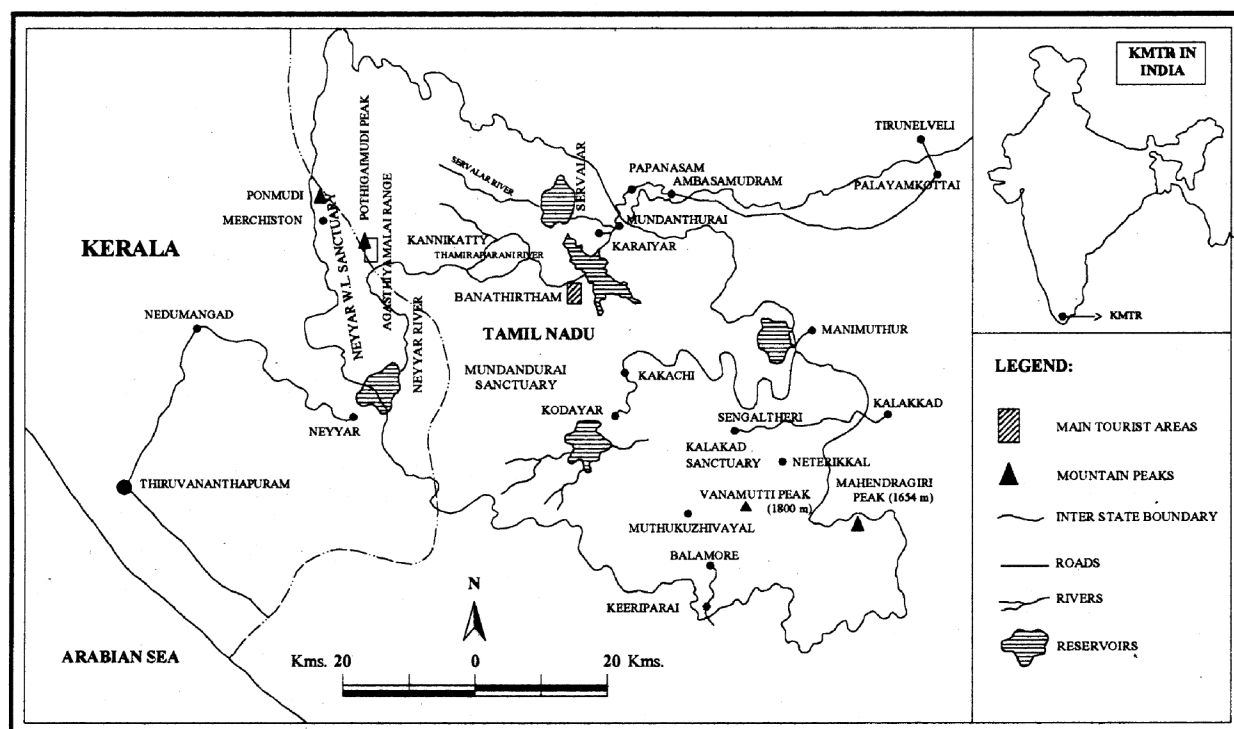 KMTR IN
INDIA
TIRUNELVELI
PAPANASAM
AMBASAMUDRAM
PALAYAMKOTTAI
SERVALAR RIVER
SERVALAR
POTHIGAIMUDI PEAK
AGASTHIYAMALAI RANGE
PONMUDI
MERCHISTON
NEYYAR W.L. SANCTUARY
MUNDANTHURAI
KERALA
KANNIKATTY
KARAIYAR
THAMIRAPARANI RIVER
BANATHIRTHAM
NEDUMANGAD
NEYYAR RIVER
TAMIL NADU
MANIMUTHUR
KMTR
MUNDANDURAI
SANCTUARY
KAKACHI
LEGEND:
KODAYAR
SENGALTHERI
KALAKKAD
NEYYAR
MAIN TOURIST AREAS
KALAKAD
SANCTUARY
NETERIKKAL
MOUNTAIN PEAKS
THIRUVANANTHAPURAM
MAHENDRAGIRI
PEAK (1654 m)
VANAMUTTI PEAK
(1800 m)
INTER STATE BOUNDARY
MUTHUKUZHIVAYAL
BALAMORE
ROADS
N
KEERIPARAI
RIVERS
RESERVOIRS
ARABIAN SEA
Kms. 20 0 20 Kms.